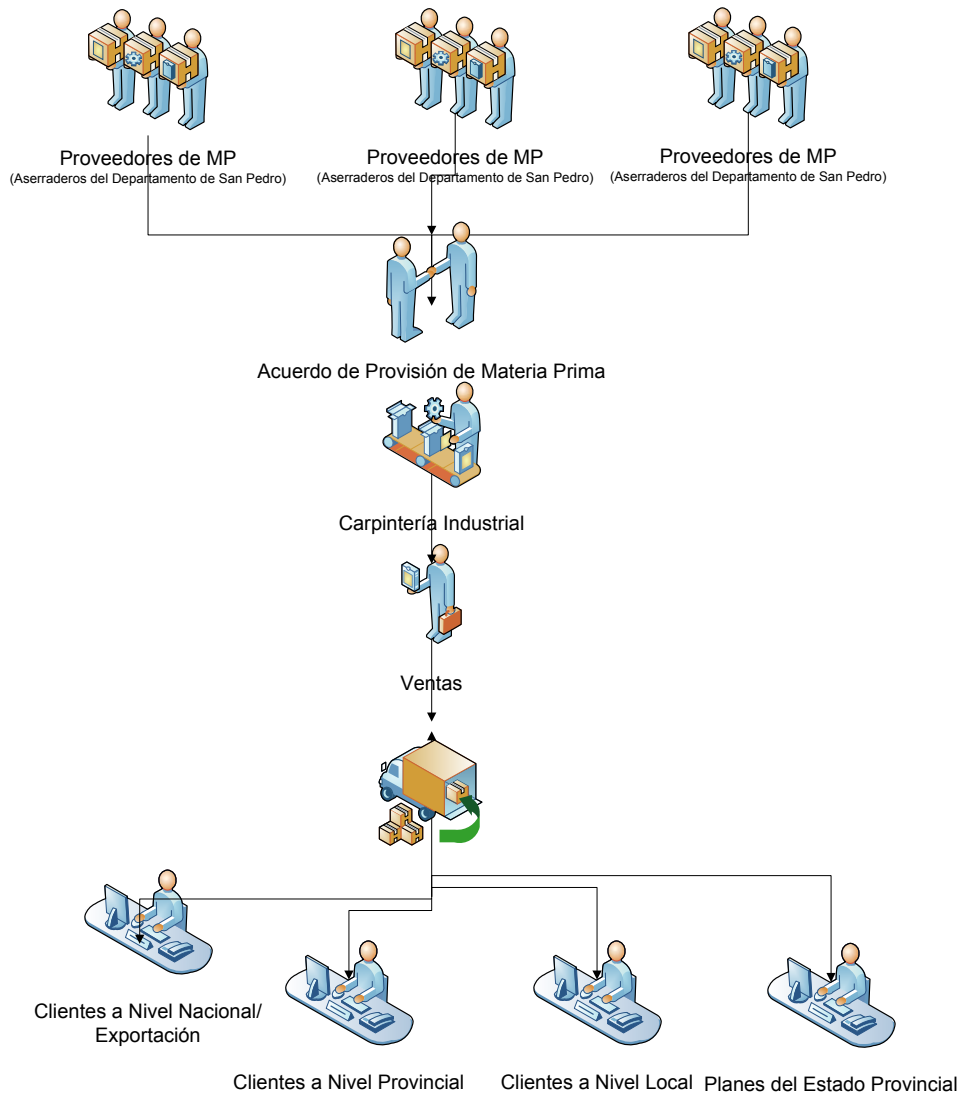 Proveedores de MP
(Aserraderos del Departamento de San Pedro)
Proveedores de MP
(Aserraderos del Departamento de San Pedro)
Proveedores de MP
(Aserraderos del Departamento de San Pedro)
Acuerdo de Provisión de Materia Prima
Carpintería Industrial
Ventas
Clientes a Nivel Nacional/
Exportación
Clientes a Nivel Provincial
Clientes a Nivel Local
Planes del Estado Provincial